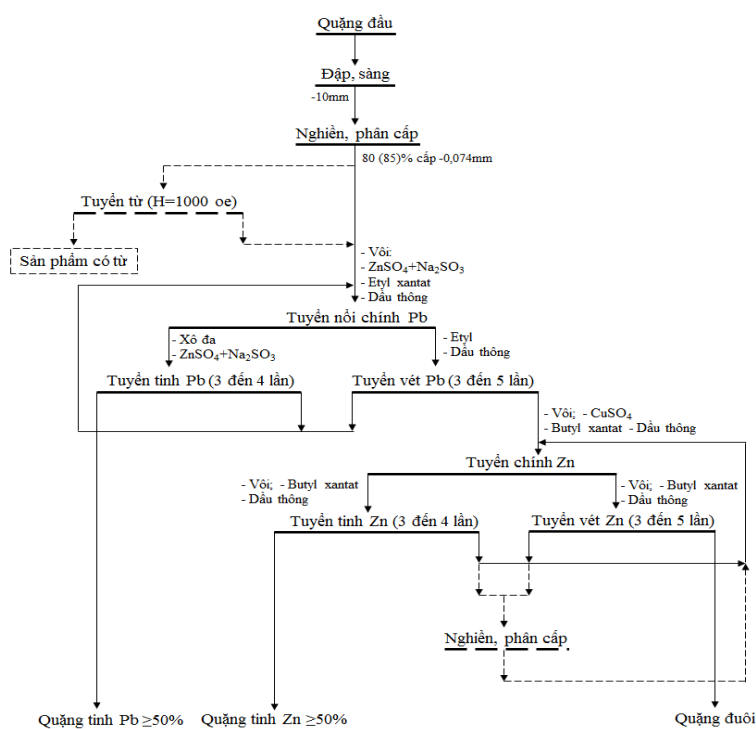 Quặng đầu
Đập, sàng
-10mm
Nghiền, phân cấp
80 (85)% cấp -0,074mm
Tuyển từ (H=1000 oe)
Sản phẩm có từ
- Vôi:
- ZnSO₄+Na₂SO₃
- Etyl xantat
- Dầu thông
Tuyển nổi chính Pb
- Xô đa
- ZnSO₄+Na₂SO₃
- Etyl
- Dầu thông
Tuyển tinh Pb (3 đến 4 lần)
Tuyển vét Pb (3 đến 5 lần)
- Vôi; - CuSO₄
- Butyl xantat - Dầu thông
Tuyển chính Zn
- Vôi; - Butyl xantat
- Dầu thông
- Vôi; - Butyl xantat
- Dầu thông
Tuyển tinh Zn (3 đến 4 lần)
Tuyển vét Zn (3 đến 5 lần)
Nghiền, phân cấp.
Quặng tinh Pb ≥50%
Quặng tinh Zn ≥50%
Quặng đuôi